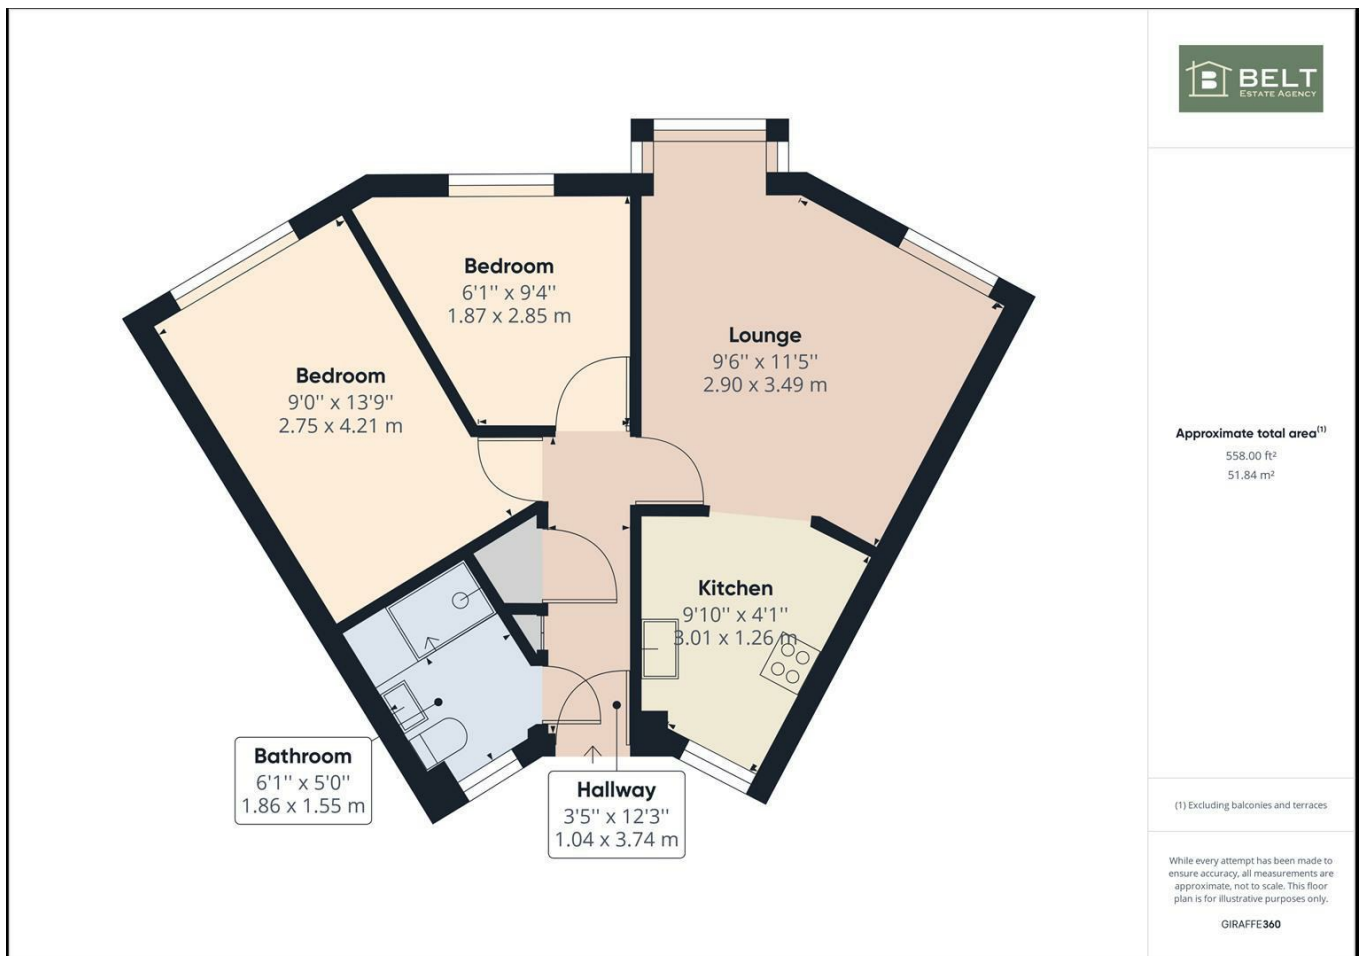 BELT
ESTATE AGENCY
Bedroom
6'1'' x 9'4''
1.87 x 2.85 m
Lounge
9'6'' x 11'5''
2.90 x 3.49 m
Bedroom
9'0'' x 13'9''
2.75 x 4.21 m
Kitchen
9'10'' x 4'1''
3.01 x 1.26 m
Bathroom
6'1'' x 5'0''
1.86 x 1.55 m
Hallway
3'5'' x 12'3''
1.04 x 3.74 m
Approximate total area(1)
558.00 ft²
51.84 m²
(1) Excluding balconies and terraces
While every attempt has been made to
ensure accuracy, all measurements are
approximate, not to scale. This floor
plan is for illustrative purposes only.
GIRAFFE360